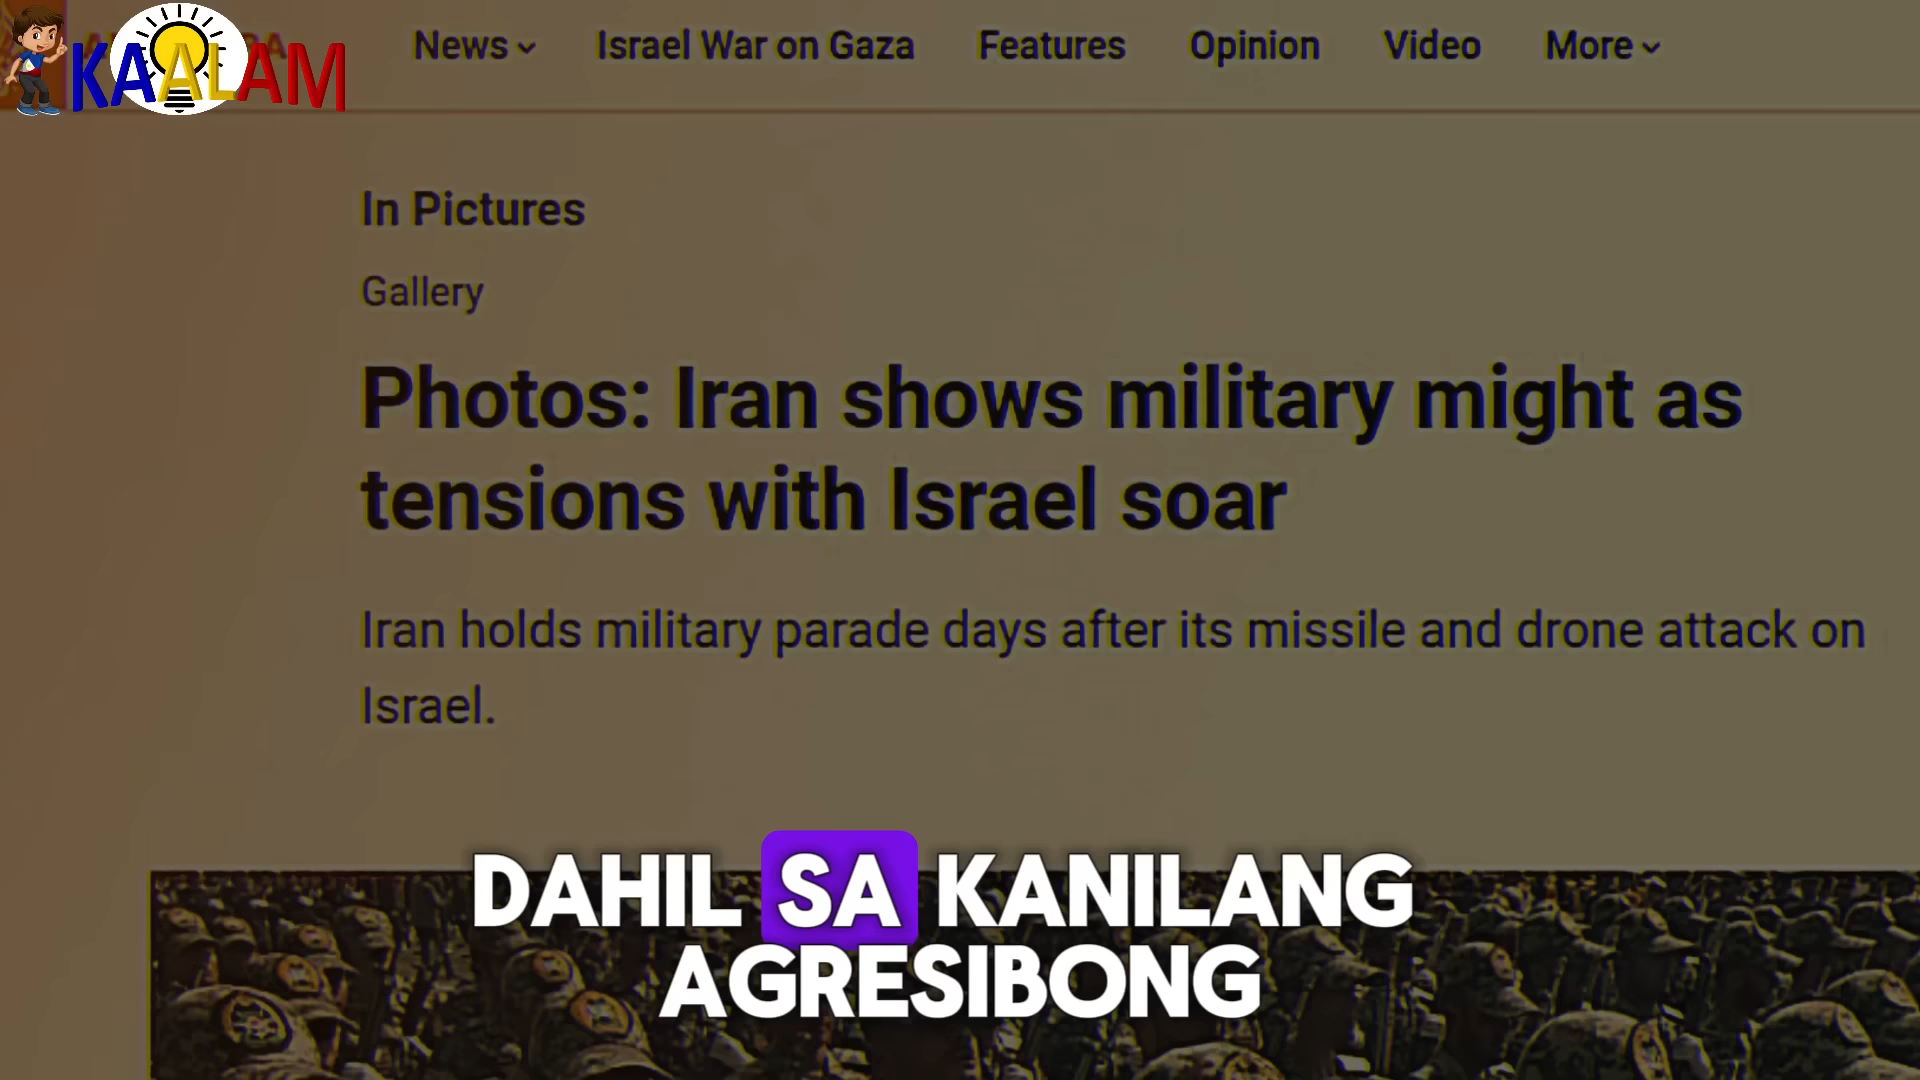 KAALAM
News
Israel War on Gaza
Features
Opinion
Video
More
In Pictures
Gallery
Photos: Iran shows military might as
tensions with Israel soar
Iran holds military parade days after its missile and drone attack on
Israel.
DAHIL SA KANILANG
AGRESIBONG